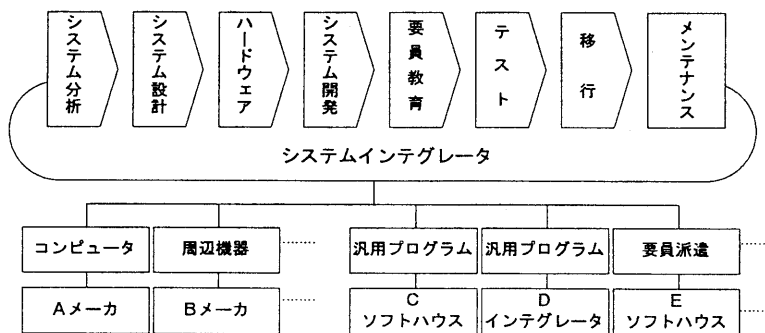 システム分析
システム設計
ハードウェア
システム開発
要員教育
テスト
移行
メンテナンス
システムインテグレータ
コンピュータ
周辺機器
汎用プログラム
汎用プログラム
要員派遣
Aメーカ
Bメーカ
C
ソフトハウス
D
インテグレータ
E
ソフトハウス